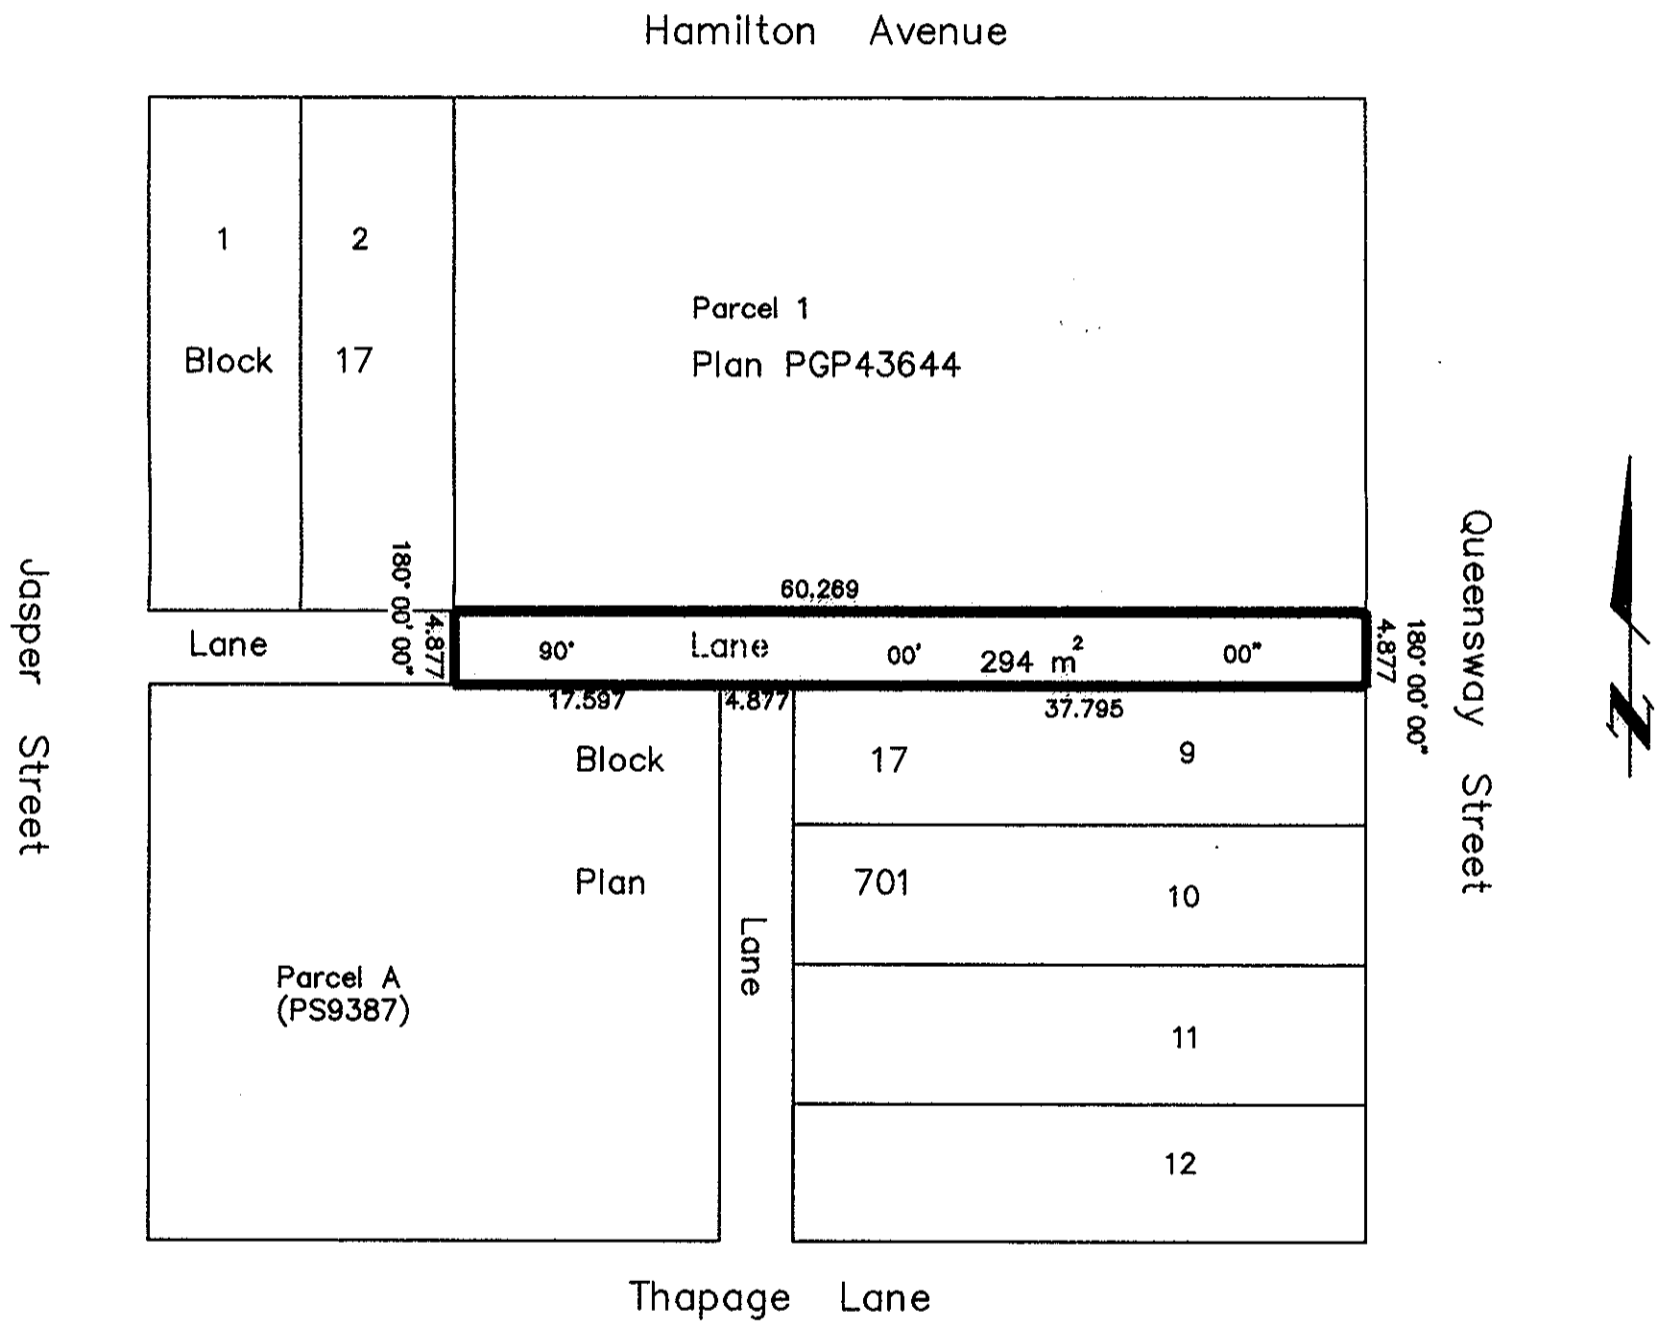 Hamilton Avenue
1 2
Block 17
Parcel 1
Plan PGP43644
Jasper Street
Queensway Street
N
180° 00' 00"
4.877
60.269
Lane
90° 00' 00"
Lane
294 m²
4.877
180° 00' 00"
17.597
4.877
37.795
Block 17
9
Plan 701
10
Lane
Parcel A
(PS9387)
11
12
Thapage Lane